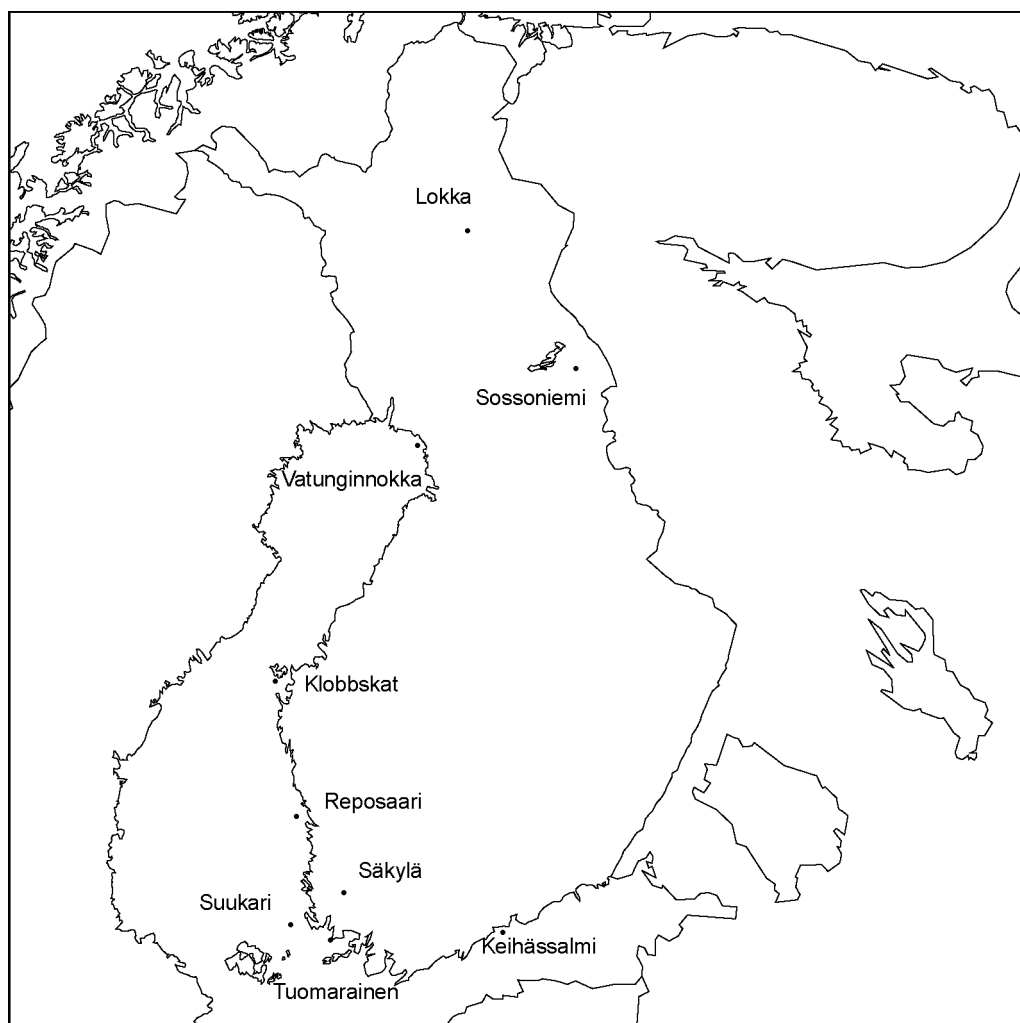 Lokka
Sossoniemi
Vatunginnokka
Klobbskat
Reposaari
Säkylä
Suukari
Keihässalmi
Tuomarainen